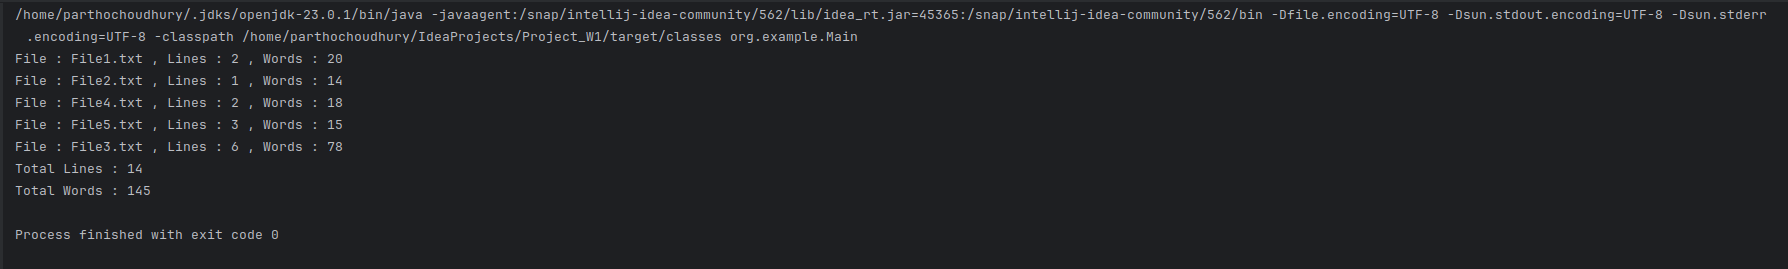 /home/parthochoudhury/.jdks/openjdk-23.0.1/bin/java -javaagent:/snap/intellij-idea-community/562/lib/idea_rt.jar=45365:/snap/intellij-idea-community/562/bin -Dfile.encoding=UTF-8 -Dsun.stdout.encoding=UTF-8 -Dsun.stderr
.encoding=UTF-8 -classpath /home/parthochoudhury/IdeaProjects/Project_W1/target/classes org.example.Main
File : File1.txt , Lines : 2 , Words : 20
File : File2.txt , Lines : 1 , Words : 14
File : File4.txt , Lines : 2 , Words : 18
File : File5.txt , Lines : 3 , Words : 15
File : File3.txt , Lines : 6 , Words : 78
Total Lines : 14
Total Words : 145
Process finished with exit code 0